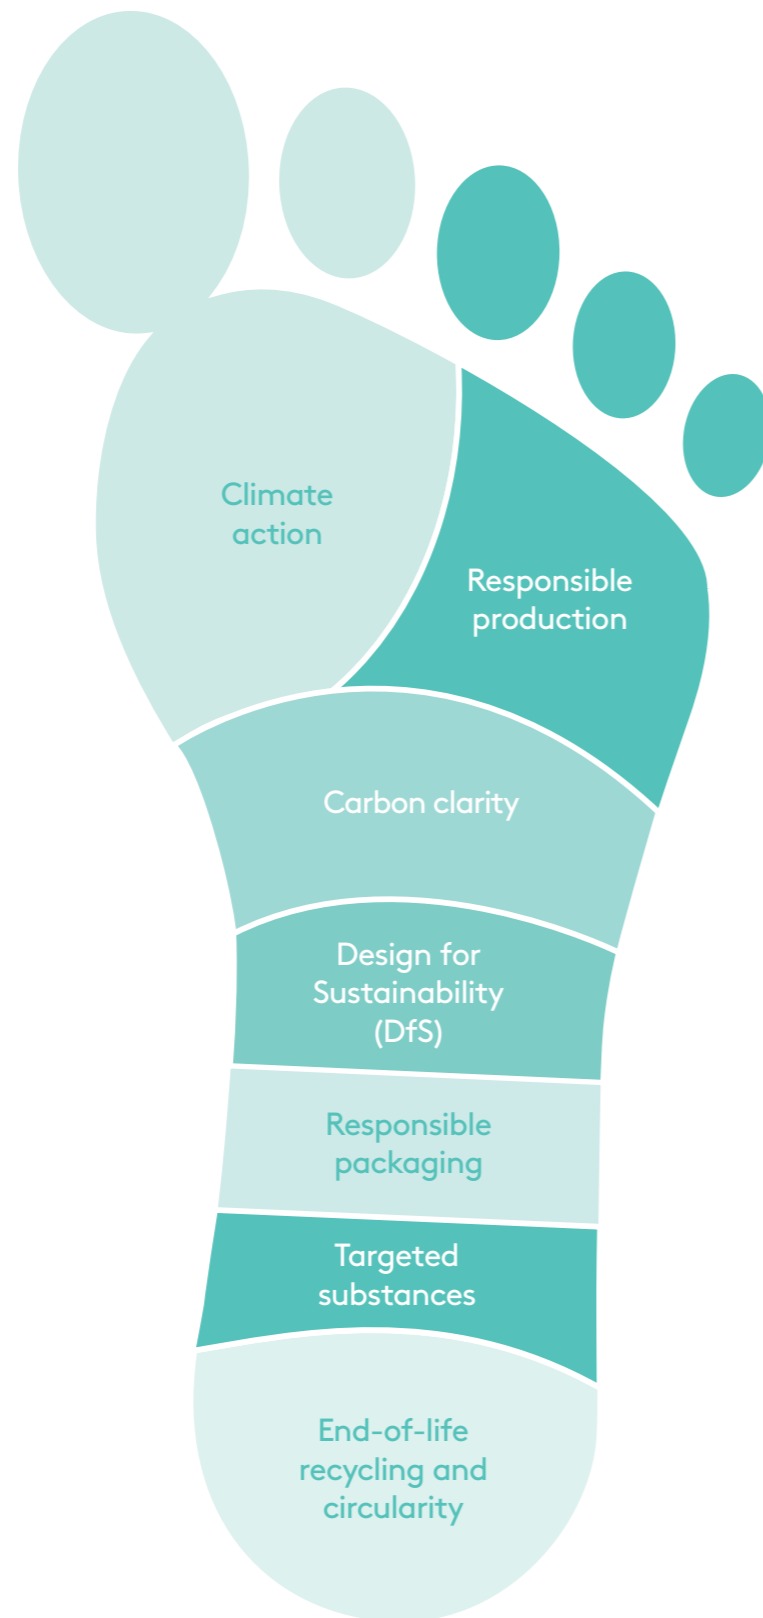 Climate
action
Responsible
production
Carbon clarity
Design for
Sustainability
(DfS)
Responsible
packaging
Targeted
substances
End-of-life
recycling and
circularity